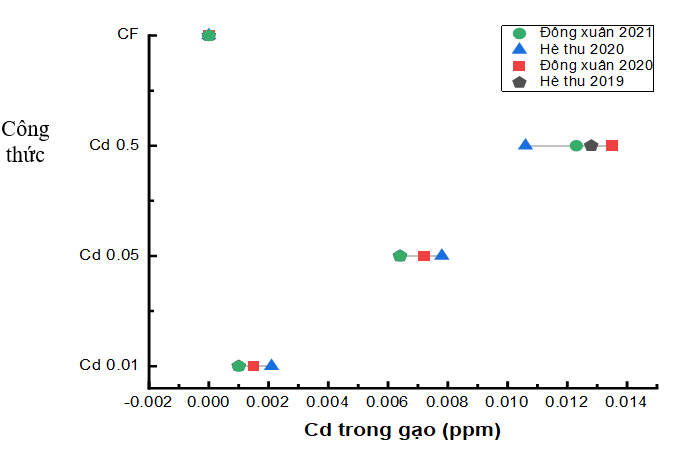 CF
Đông xuân 2021
Hè thu 2020
Đông xuân 2020
Hè thu 2019
Công
thức
Cd 0.5
Cd 0.05
Cd 0.01
-0.002 0.000 0.002 0.004 0.006 0.008 0.010 0.012 0.014
Cd trong gạo (ppm)